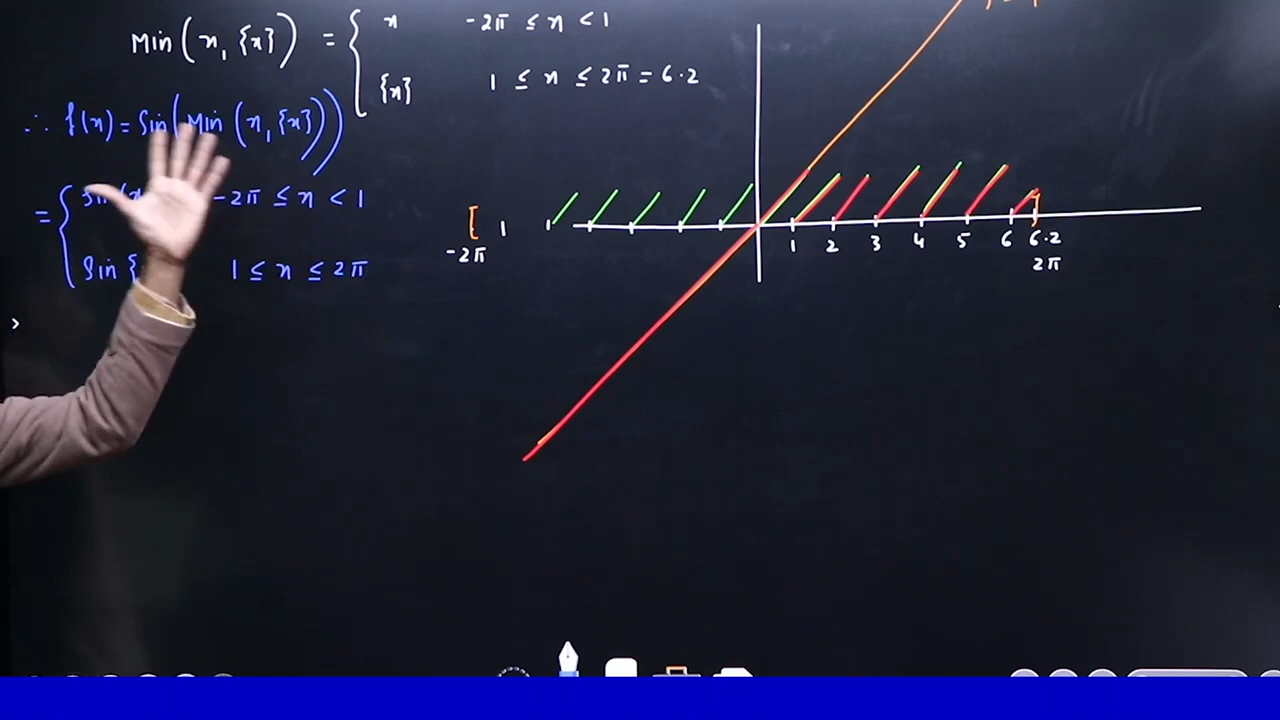 Min(x, {x}) = { x   -2π ≤ x < 1
{x}   1 ≤ x ≤ 2π = 6.2
∴ f(x) = Sin(Min(x, {x}))
= { Sin   -2π ≤ x < 1
Sin {   1 ≤ x ≤ 2π
-2π 1 1 2 3 4 5 6 6.2
2π